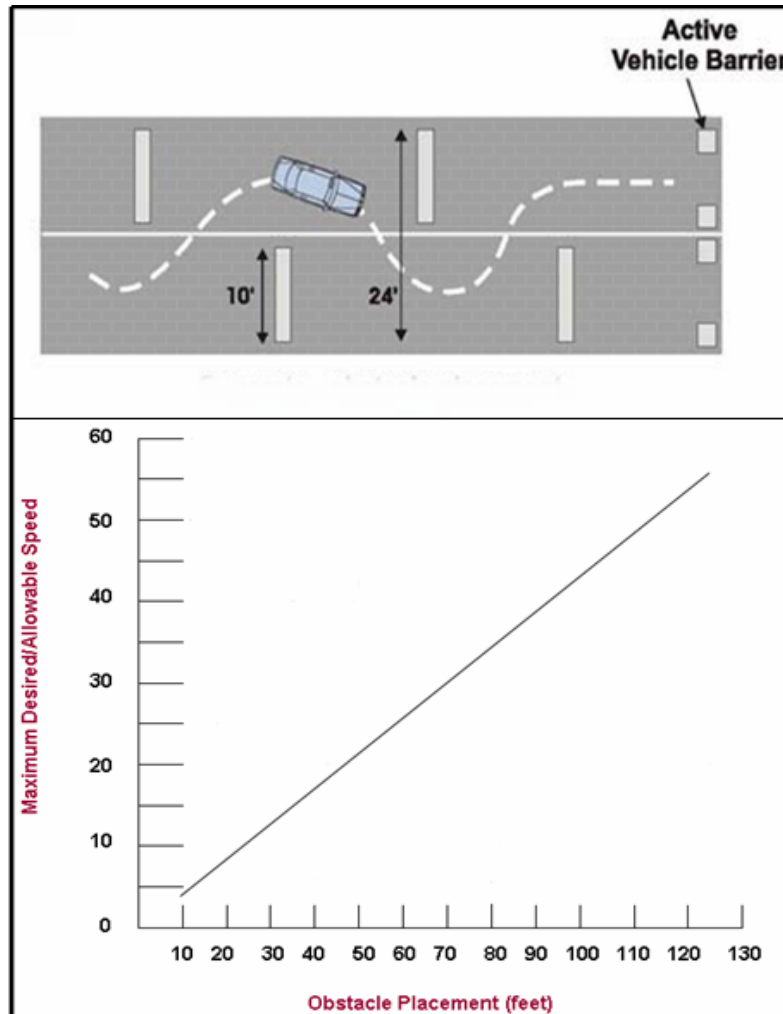 Active
Vehicle Barrier
10'
24'
60
50
40
30
20
10
0
Maximum Desired/Allowable Speed
10 20 30 40 50 60 70 80 90 100 110 120 130
Obstacle Placement (feet)